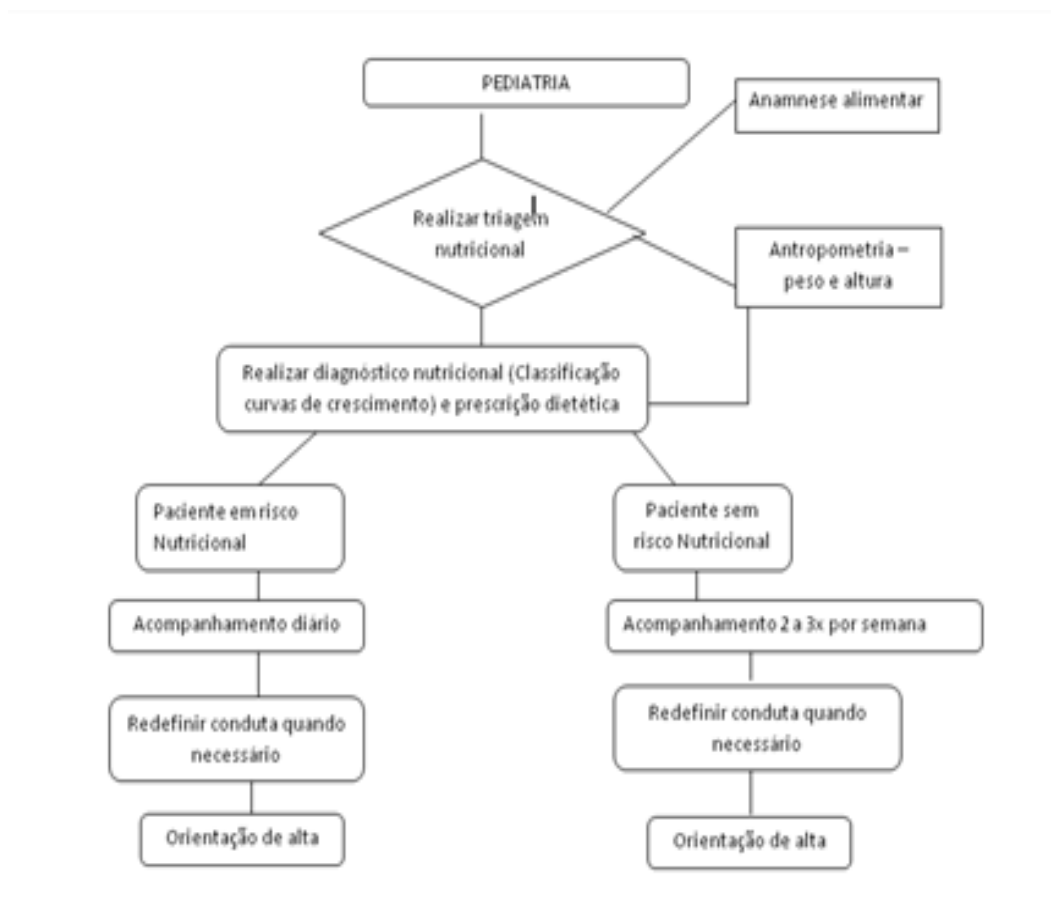 PEDIATRIA
Anamnese alimentar
Realizar triagem
nutricional
Antropometria –
peso e altura
Realizar diagnóstico nutricional (Classificação
curvas de crescimento) e prescrição dietética
Paciente em risco
Nutricional
Paciente sem
risco Nutricional
Acompanhamento diário
Acompanhamento 2 a 3x por semana
Redefinir conduta quando
necessário
Redefinir conduta quando
necessário
Orientação de alta
Orientação de alta